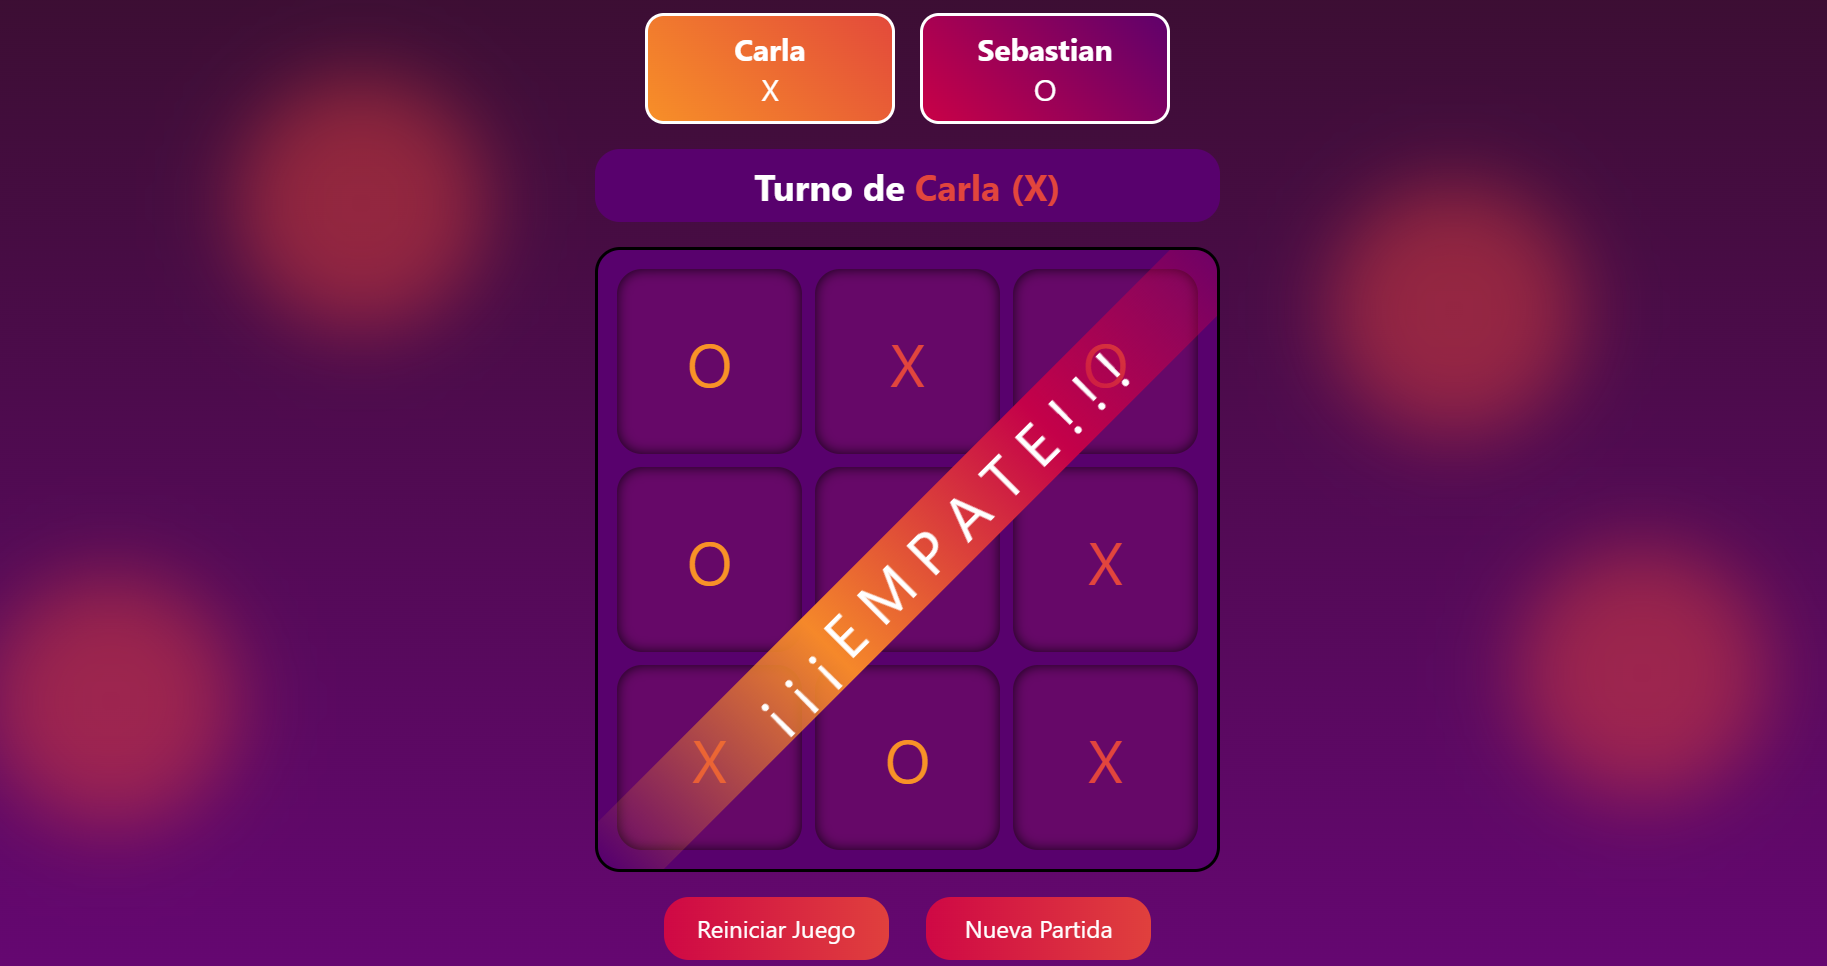 Carla
X
Sebastian
O
Turno de Carla (X)
O X O
O X
X O X
¡¡¡EMPATE!!!
Reiniciar Juego
Nueva Partida